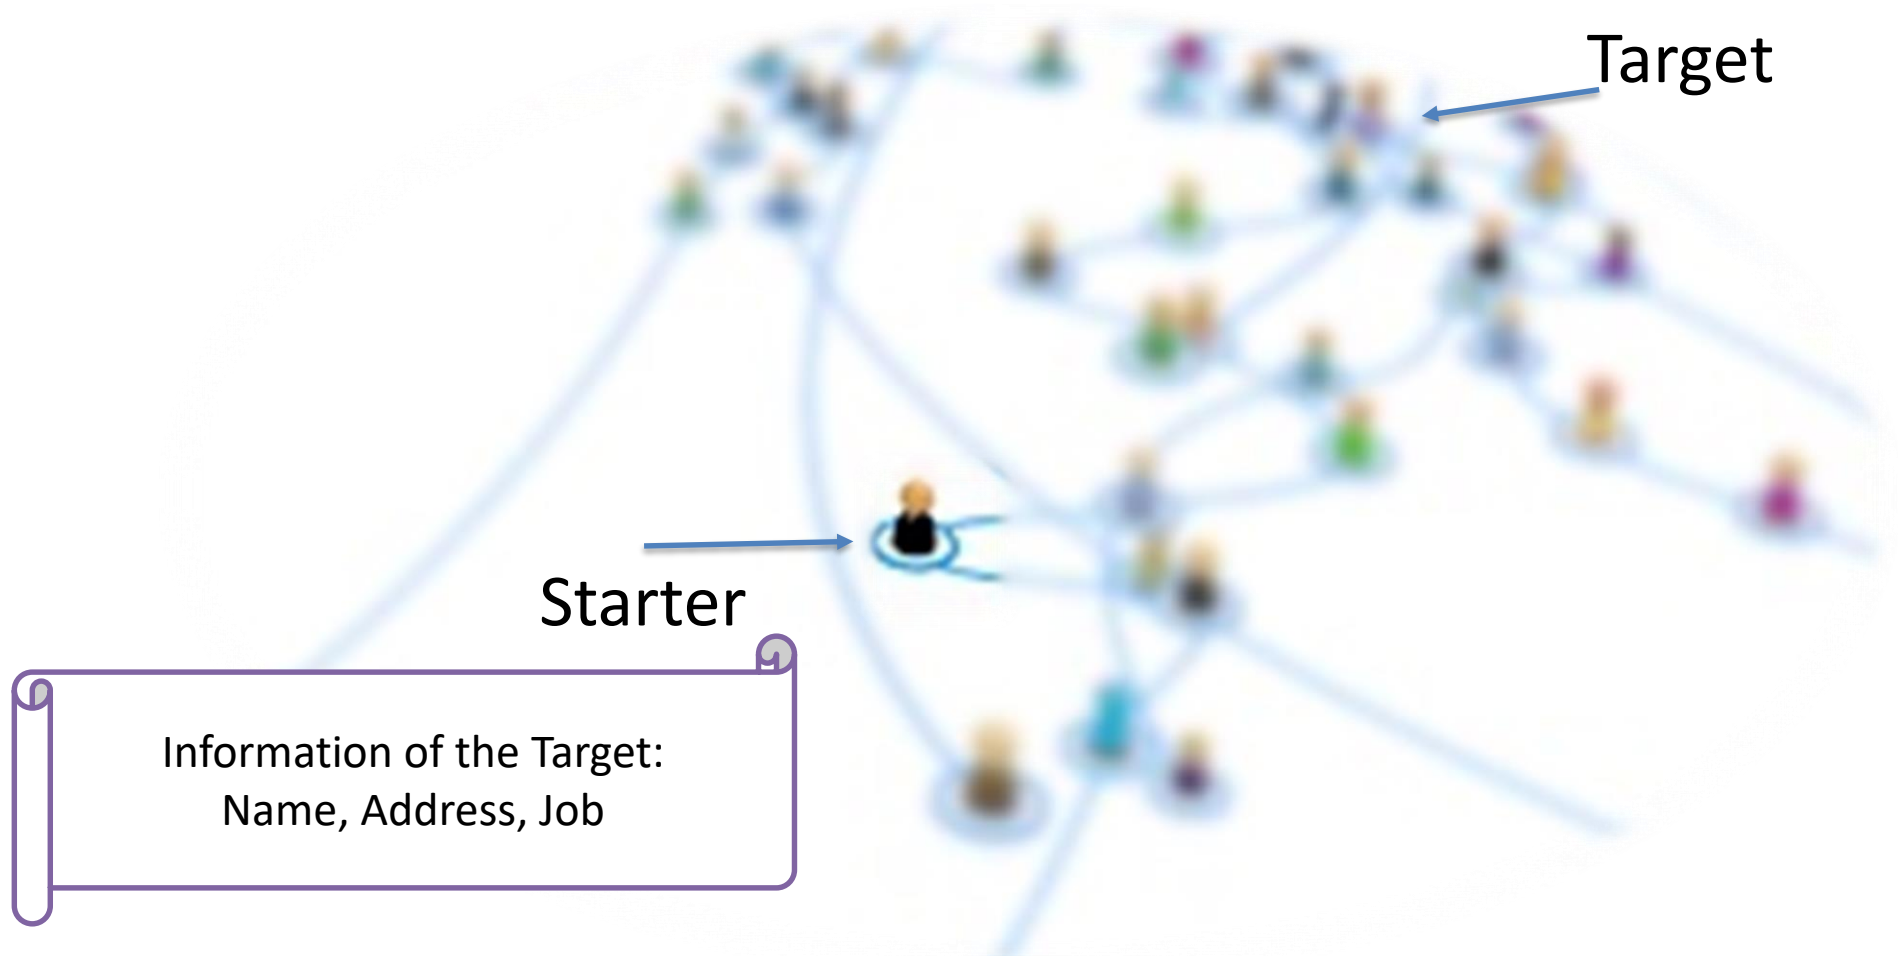 Target
Starter
Information of the Target:
Name, Address, Job